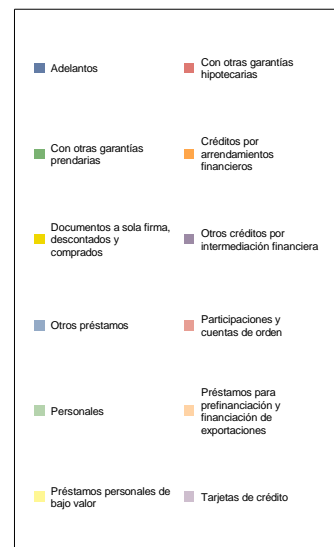 Adelantos
Con otras garantías
hipotecarias
Con otras garantías
prendarias
Créditos por
arrendamientos
financieros
Documentos a sola firma,
descontados y
comprados
Otros créditos por
intermediación financiera
Otros préstamos
Participaciones y
cuentas de orden
Personales
Préstamos para
prefinanciación y
financiación de
exportaciones
Préstamos personales de
bajo valor
Tarjetas de crédito